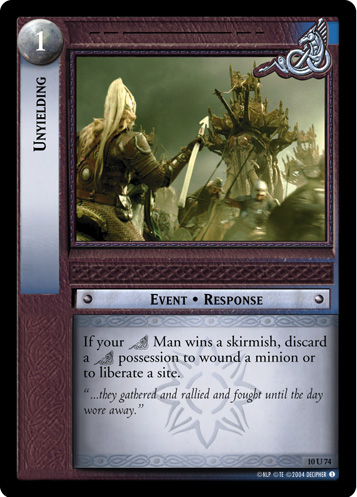 1
UNYIELDING
EVENT • RESPONSE
If your Man wins a skirmish, discard
a possession to wound a minion or
to liberate a site.
“...they gathered and rallied and fought until the day
wore away.”
10 U 74
©NLP ©TE ©2004 DECIPHER